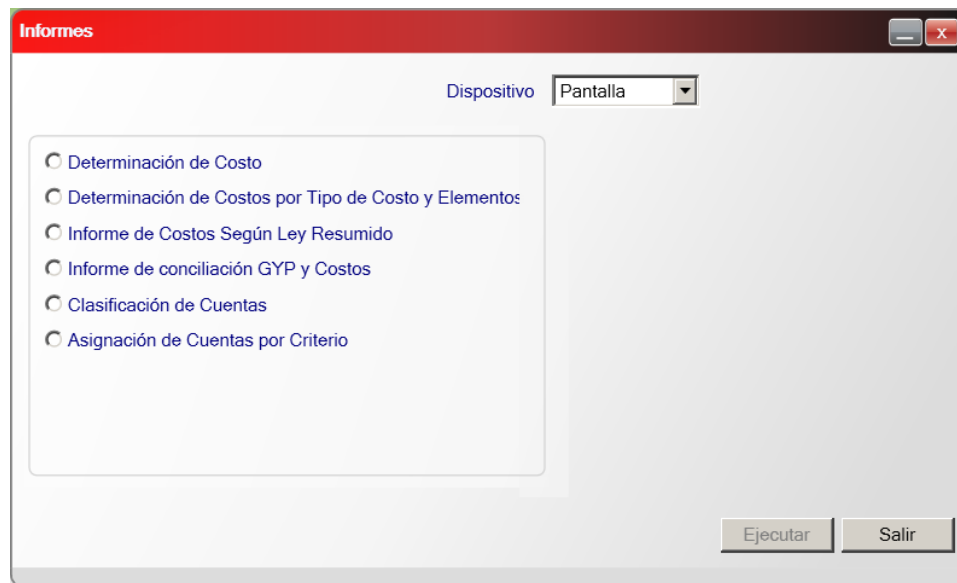 Informes
x
Dispositivo Pantalla
Determinación de Costo
Determinación de Costos por Tipo de Costo y Elementos
Informe de Costos Según Ley Resumido
Informe de conciliación GYP y Costos
Clasificación de Cuentas
Asignación de Cuentas por Criterio
Ejecutar Salir